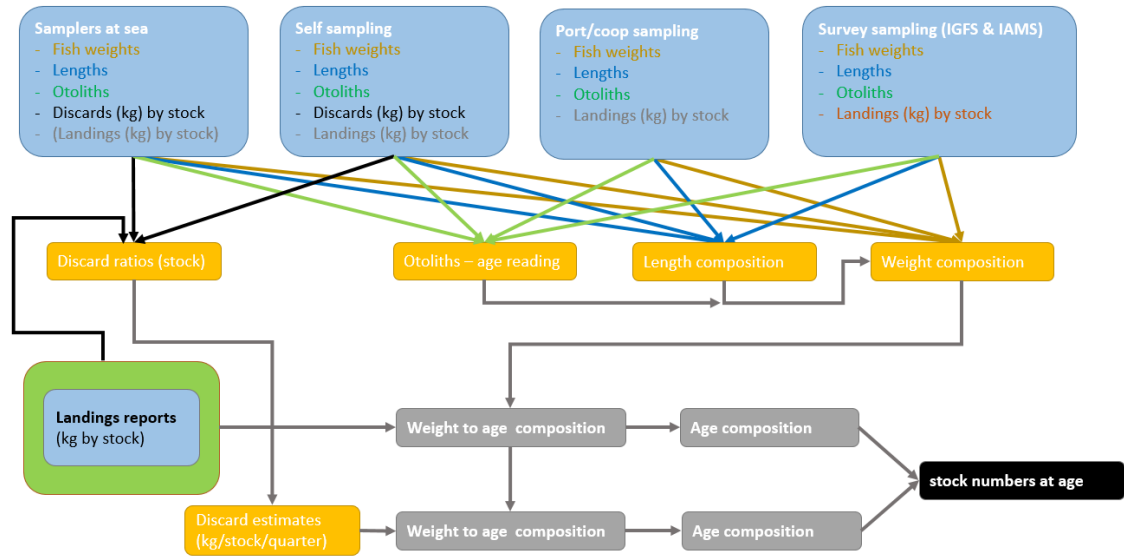 Samplers at sea
- Fish weights
- Lengths
- Otoliths
- Discards (kg) by stock
- (Landings (kg) by stock)
Self sampling
- Fish weights
- Lengths
- Otoliths
- Discards (kg) by stock
- Landings (kg) by stock
Port/coop sampling
- Fish weights
- Lengths
- Otoliths
- Landings (kg) by stock
Survey sampling (IGFS & IAMS)
- Fish weights
- Lengths
- Otoliths
- Landings (kg) by stock
Discard ratios (stock)
Otoliths – age reading
Length composition
Weight composition
Landings reports
(kg by stock)
Weight to age composition
Age composition
stock numbers at age
Discard estimates
(kg/stock/quarter)
Weight to age composition
Age composition